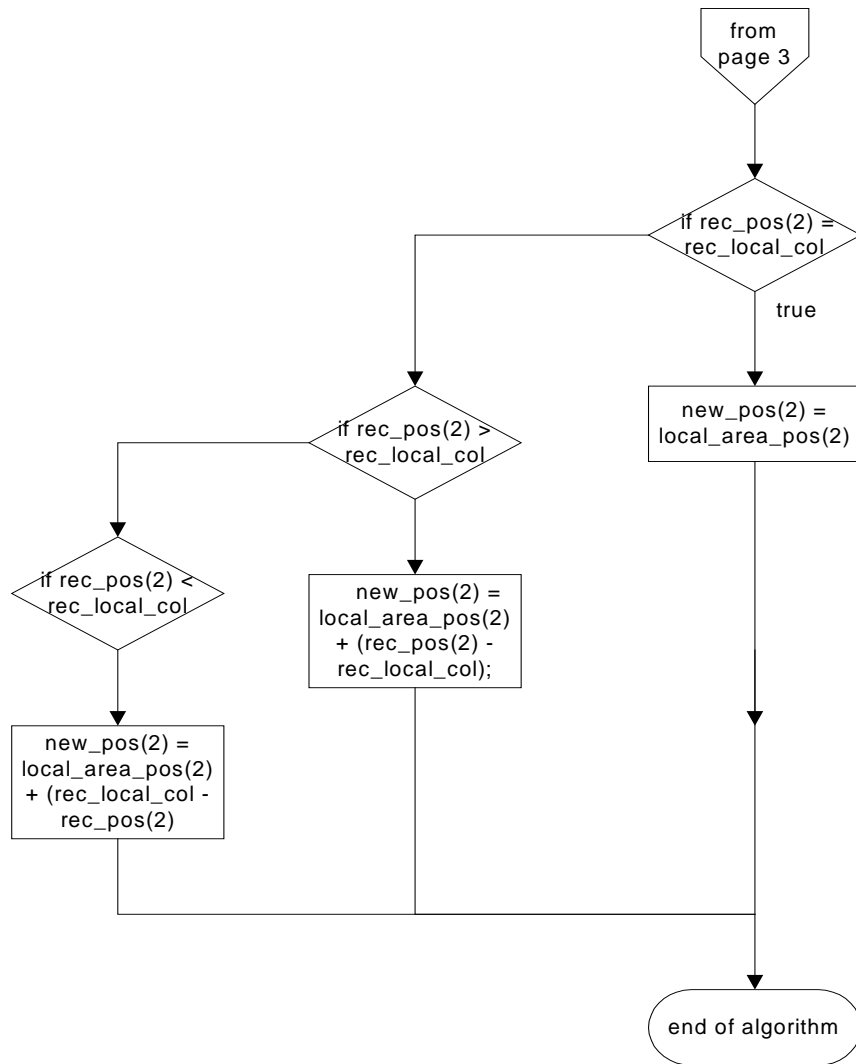 from
page 3
if rec_pos(2) =
rec_local_col
true
new_pos(2) =
local_area_pos(2)
if rec_pos(2) >
rec_local_col
new_pos(2) =
local_area_pos(2)
+ (rec_pos(2) -
rec_local_col);
if rec_pos(2) <
rec_local_col
new_pos(2) =
local_area_pos(2)
+ (rec_local_col -
rec_pos(2)
end of algorithm